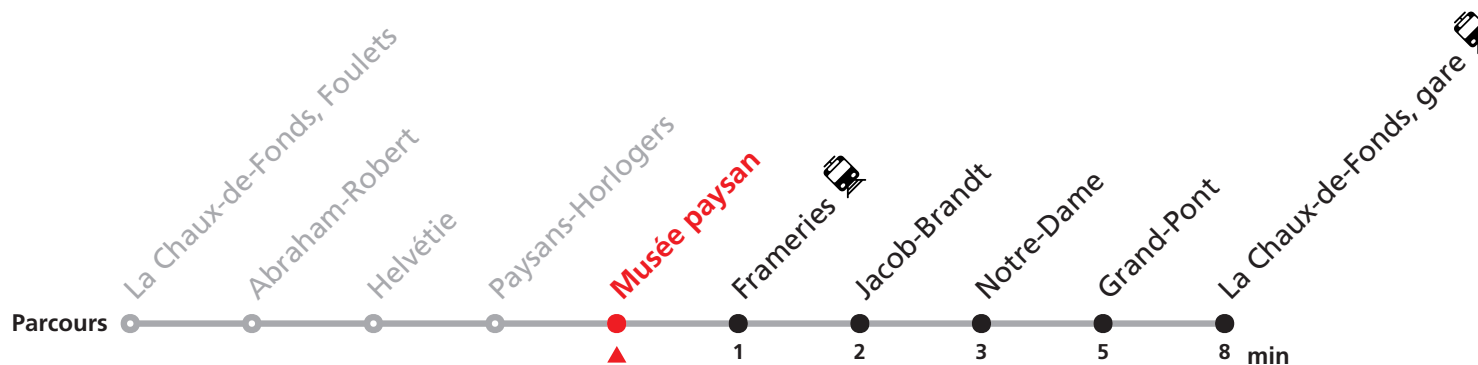 La Chaux-de-Fonds, Foulets
Abraham-Robert
Helvétie
Paysans-Horlogers
Musée paysan
Frameries
Jacob-Brandt
Notre-Dame
Grand-Pont
La Chaux-de-Fonds, gare
Parcours
1 2 3 5 8 min